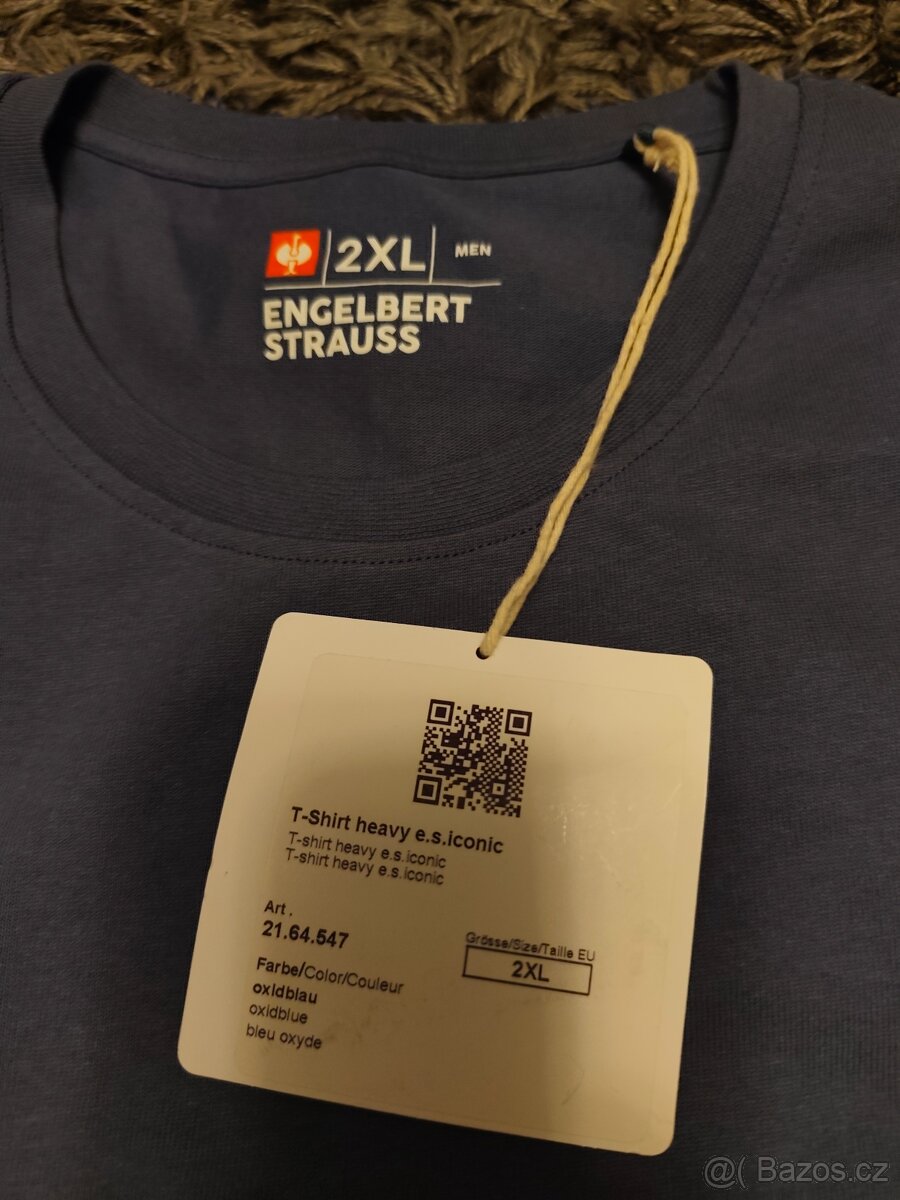 2XL MEN
ENGELBERT
STRAUSS
T-Shirt heavy e.s.iconic
T-shirt heavy e.s.iconic
T-shirt heavy e.s.iconic
Art.
21.64.547
Grösse/Size/Taille EU
2XL
Farbe/Color/Couleur
oxidblau
oxidblue
bleu oxyde
@( Bazos.cz